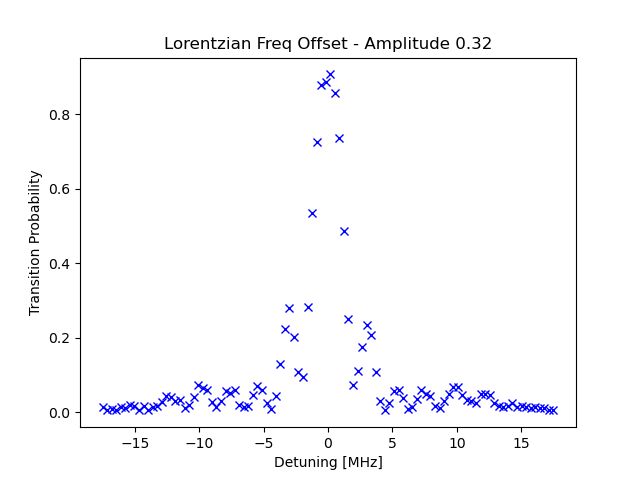 Lorentzian Freq Offset - Amplitude 0.32
Transition Probability
0.8
0.6
0.4
0.2
0.0
−15 −10 −5 0 5 10 15
Detuning [MHz]